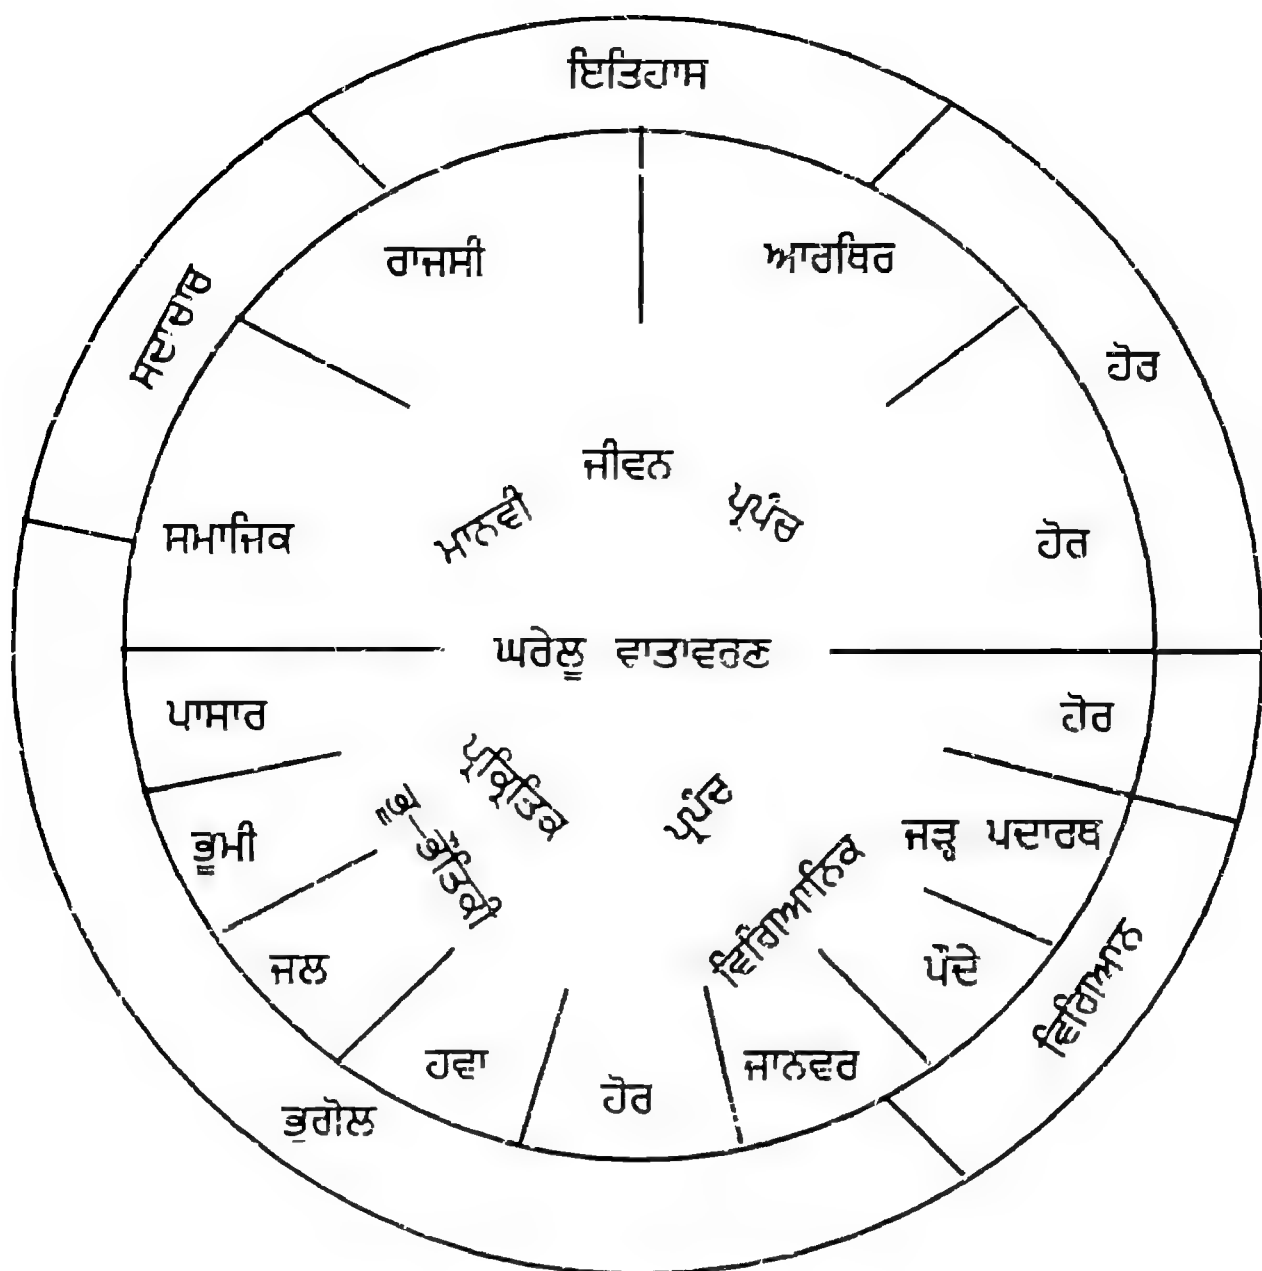 ਇਤਿਹਾਸ
ਰਾਜਸੀ
ਆਰਥਿਰ
ਸਦਾਚਾਰ
ਹੋਰ
ਜੀਵਨ
ਮਾਨਵੀ
ਪ੍ਰਪੰਚ
ਸਮਾਜਿਕ
ਹੋਰ
ਘਰੇਲੂ ਵਾਤਾਵਰਣ
ਪਾਸਾਰ
ਹੋਰ
ਪ੍ਰਕ੍ਰਿਤਿਕ
ਪ੍ਰਪੰਚ
ਭੂ-ਭੌਤਿਕੀ
ਭੂਮੀ
ਜੜ੍ਹ ਪਦਾਰਥ
ਵਿਗਿਆਨਿਕ
ਜਲ
ਪੌਦੇ
ਵਿਗਿਆਨ
ਹਵਾ
ਜਾਨਵਰ
ਹੋਰ
ਭੁਗੋਲ